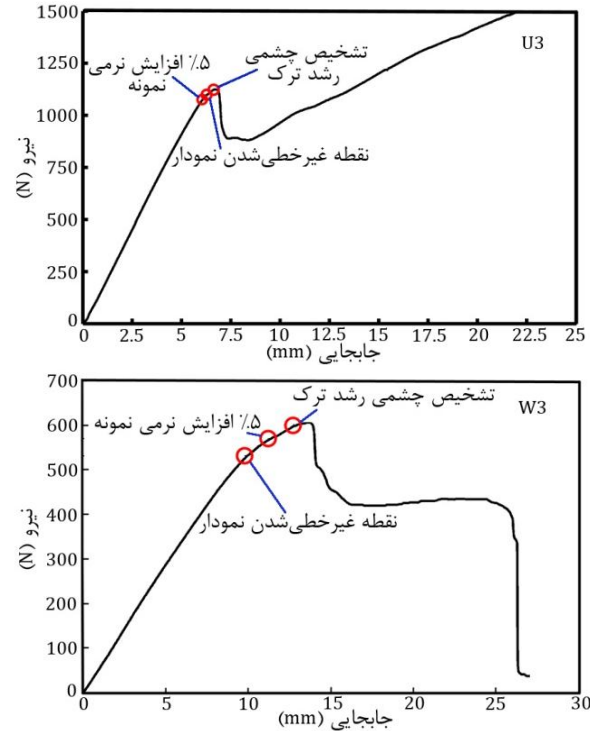 1500
1250
1000
750
500
250
0
نیرو (N)
U3
۵٪ افزایش نرمی
نمونه
تشخیص چشمی
رشد ترک
نقطه غیرخطی‌شدن نمودار
0 2.5 5 7.5 10 12.5 15 17.5 20 22.5 25
جابجایی (mm)
700
600
500
400
300
200
100
0
نیرو (N)
W3
تشخیص چشمی رشد ترک
۵٪ افزایش نرمی نمونه
نقطه غیرخطی‌شدن نمودار
0 5 10 15 20 25 30
جابجایی (mm)